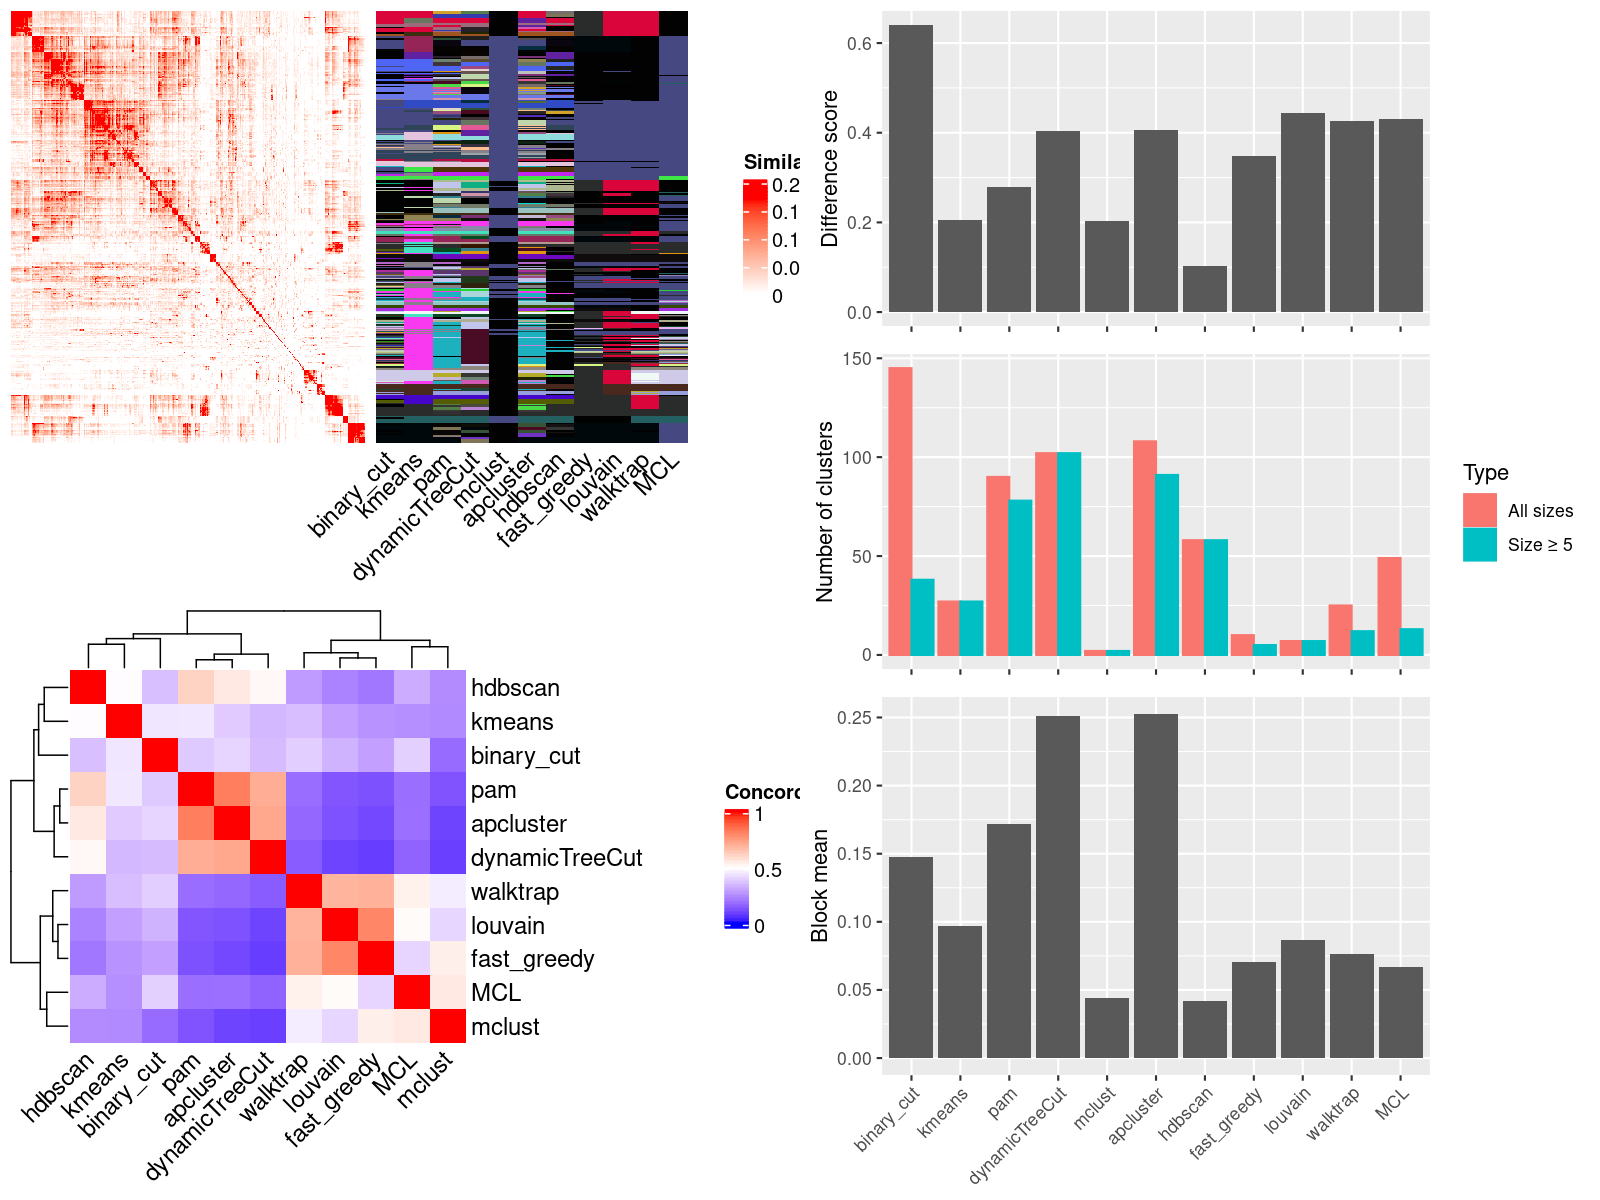 Simila
0.2
0.1
0.1
0.0
0
binary_cut
kmeans
pam
dynamicTreeCut
mclust
apcluster
hdbscan
fast_greedy
louvain
walktrap
MCL
hdbscan
kmeans
binary_cut
pam
apcluster
dynamicTreeCut
walktrap
louvain
fast_greedy
MCL
mclust
hdbscan
kmeans
binary_cut
pam
apcluster
dynamicTreeCut
walktrap
louvain
fast_greedy
MCL
mclust
Concord
1
0.5
0
Difference score
0.6
0.4
0.2
0.0
Number of clusters
150
100
50
0
Type
All sizes
Size ≥ 5
Block mean
0.25
0.20
0.15
0.10
0.05
0.00
binary_cut
kmeans
pam
dynamicTreeCut
mclust
apcluster
hdbscan
fast_greedy
louvain
walktrap
MCL